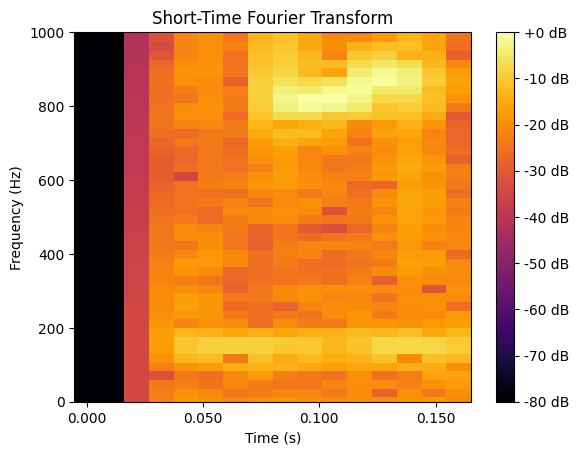 Short-Time Fourier Transform
1000
800
600
400
200
0
Frequency (Hz)
0.000
0.050
0.100
0.150
Time (s)
+0 dB
-10 dB
-20 dB
-30 dB
-40 dB
-50 dB
-60 dB
-70 dB
-80 dB